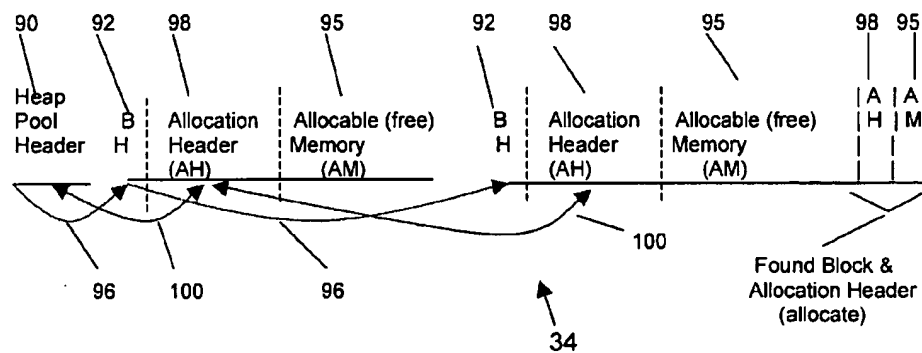 90 92 98 95 92 98 95 98 95
Heap Pool Header
B H
Allocation Header (AH)
Allocable (free) Memory (AM)
B H
Allocation Header (AH)
Allocable (free) Memory (AM)
A H
A M
96 100 96 100
34
Found Block &
Allocation Header
(allocate)